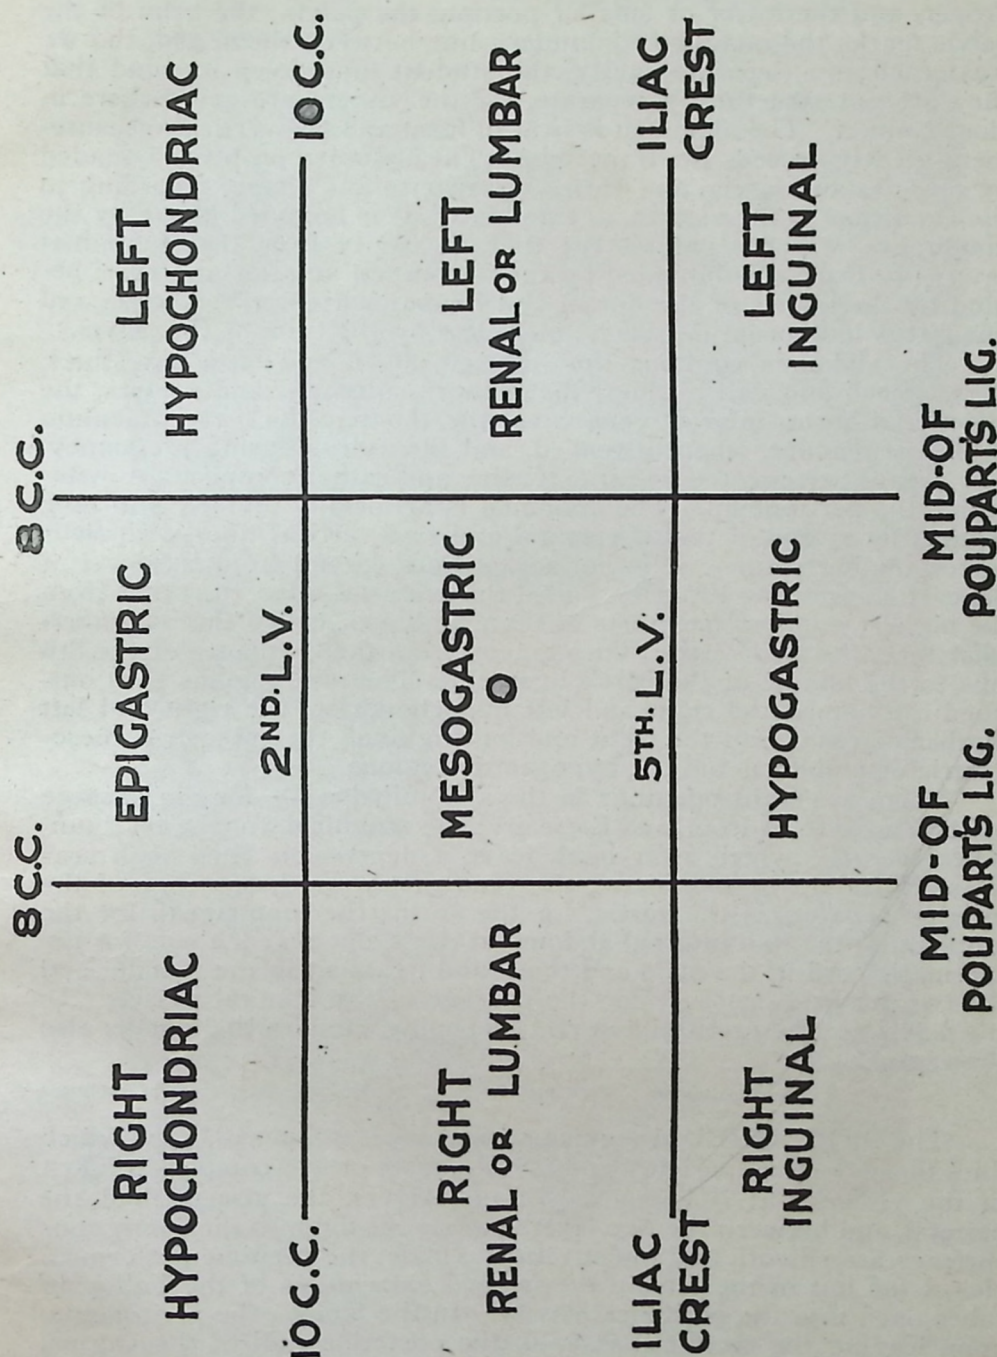 8 C.C.
8 C.C.
RIGHT
HYPOCHONDRIAC
EPIGASTRIC
LEFT
HYPOCHONDRIAC
10 C.C.
2ND. L.V.
10 C.C.
RIGHT
RENAL OR LUMBAR
MESOGASTRIC
LEFT
RENAL OR LUMBAR
ILIAC
CREST
5TH. L.V.
ILIAC
CREST
RIGHT
INGUINAL
HYPOGASTRIC
LEFT
INGUINAL
MID-OF
POUPART'S LIG.
MID-OF
POUPART'S LIG.